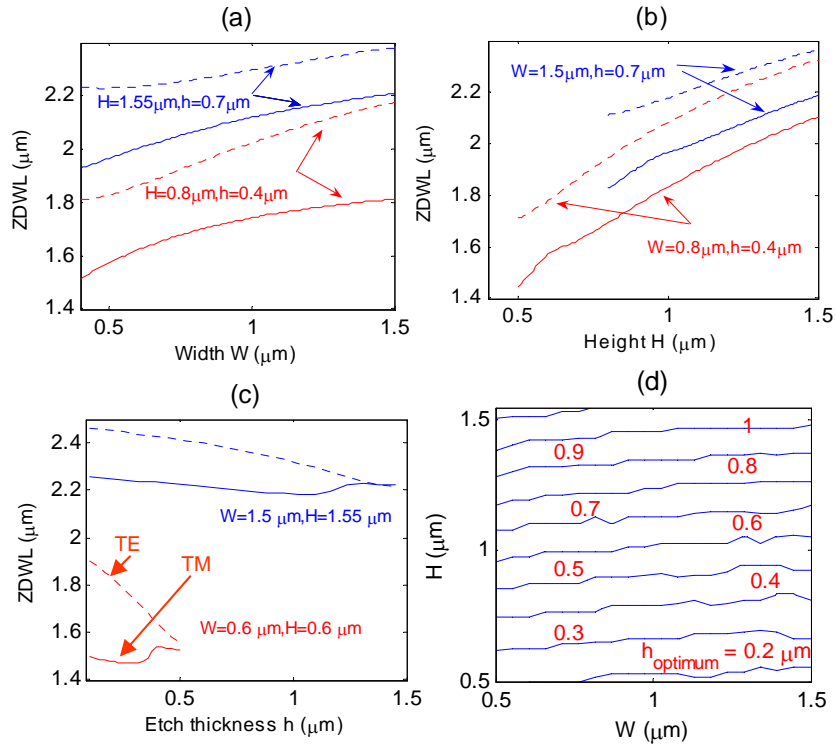 (a)
ZDWL (μm)
2.2
2
1.8
1.6
1.4
H=1.55μm,h=0.7μm
H=0.8μm,h=0.4μm
0.5
1
1.5
Width W (μm)
(b)
ZDWL (μm)
2.2
2
1.8
1.6
1.4
W=1.5μm,h=0.7μm
W=0.8μm,h=0.4μm
0.5
1
1.5
Height H (μm)
(c)
ZDWL (μm)
2.4
2.2
2
1.8
1.6
1.4
W=1.5 μm,H=1.55 μm
TE
TM
W=0.6 μm,H=0.6 μm
0.5
1
Etch thickness h (μm)
(d)
H (μm)
1.5
1
0.5
1
0.9
0.8
0.7
0.6
0.5
0.4
0.3
h optimum = 0.2 μm
0.5
1
1.5
W (μm)